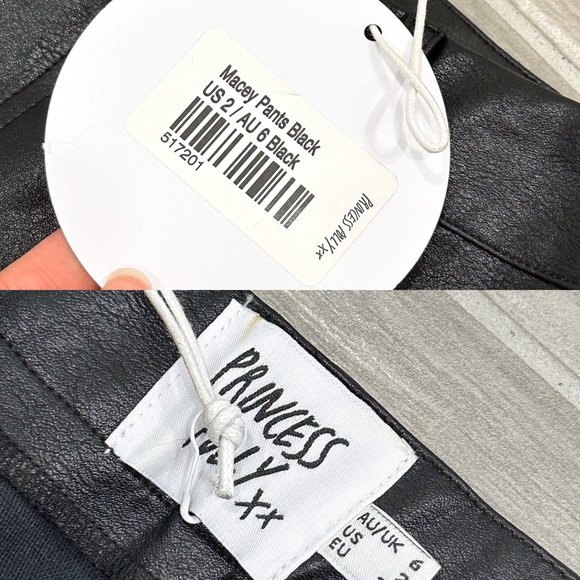 Macey Pants Black
US 2 / AU 6 Black
517201
PRINCESS POLLY xx
PRINCESS
POLLY
xx
AU/UK 6
US
EU